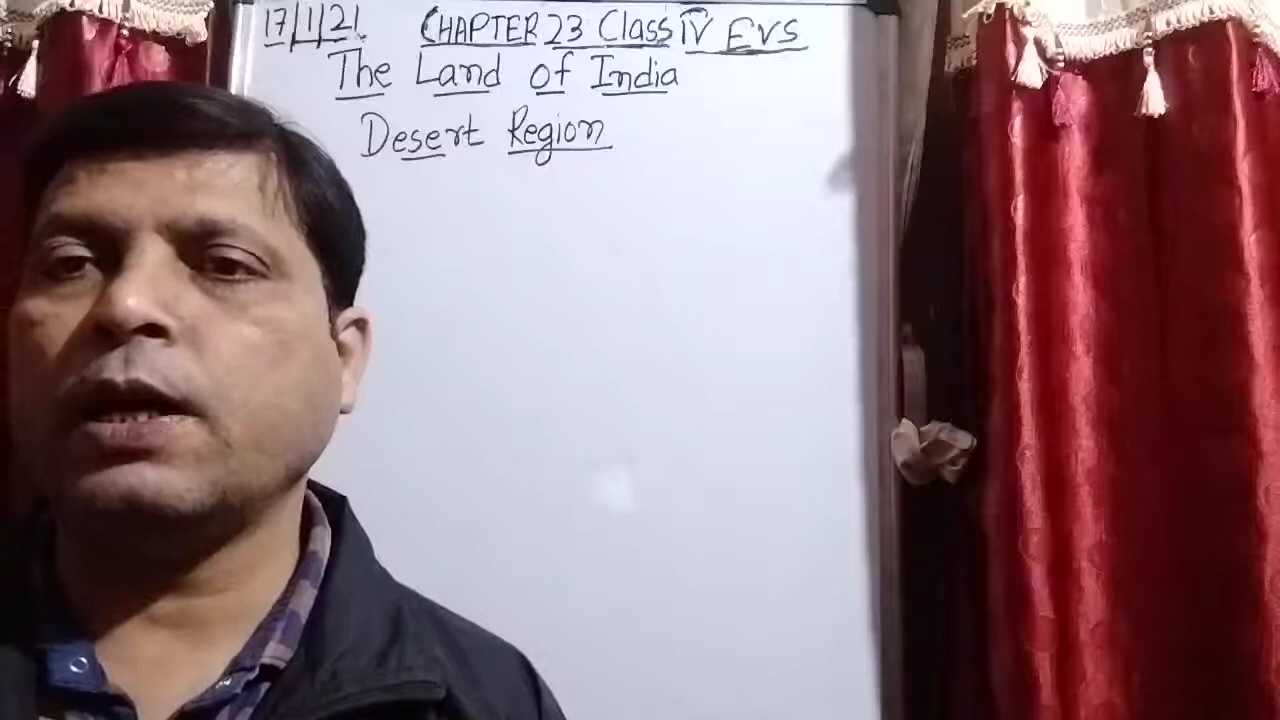 17/1/21. CHAPTER 23 Class IV EVS
The Land of India
Desert Region